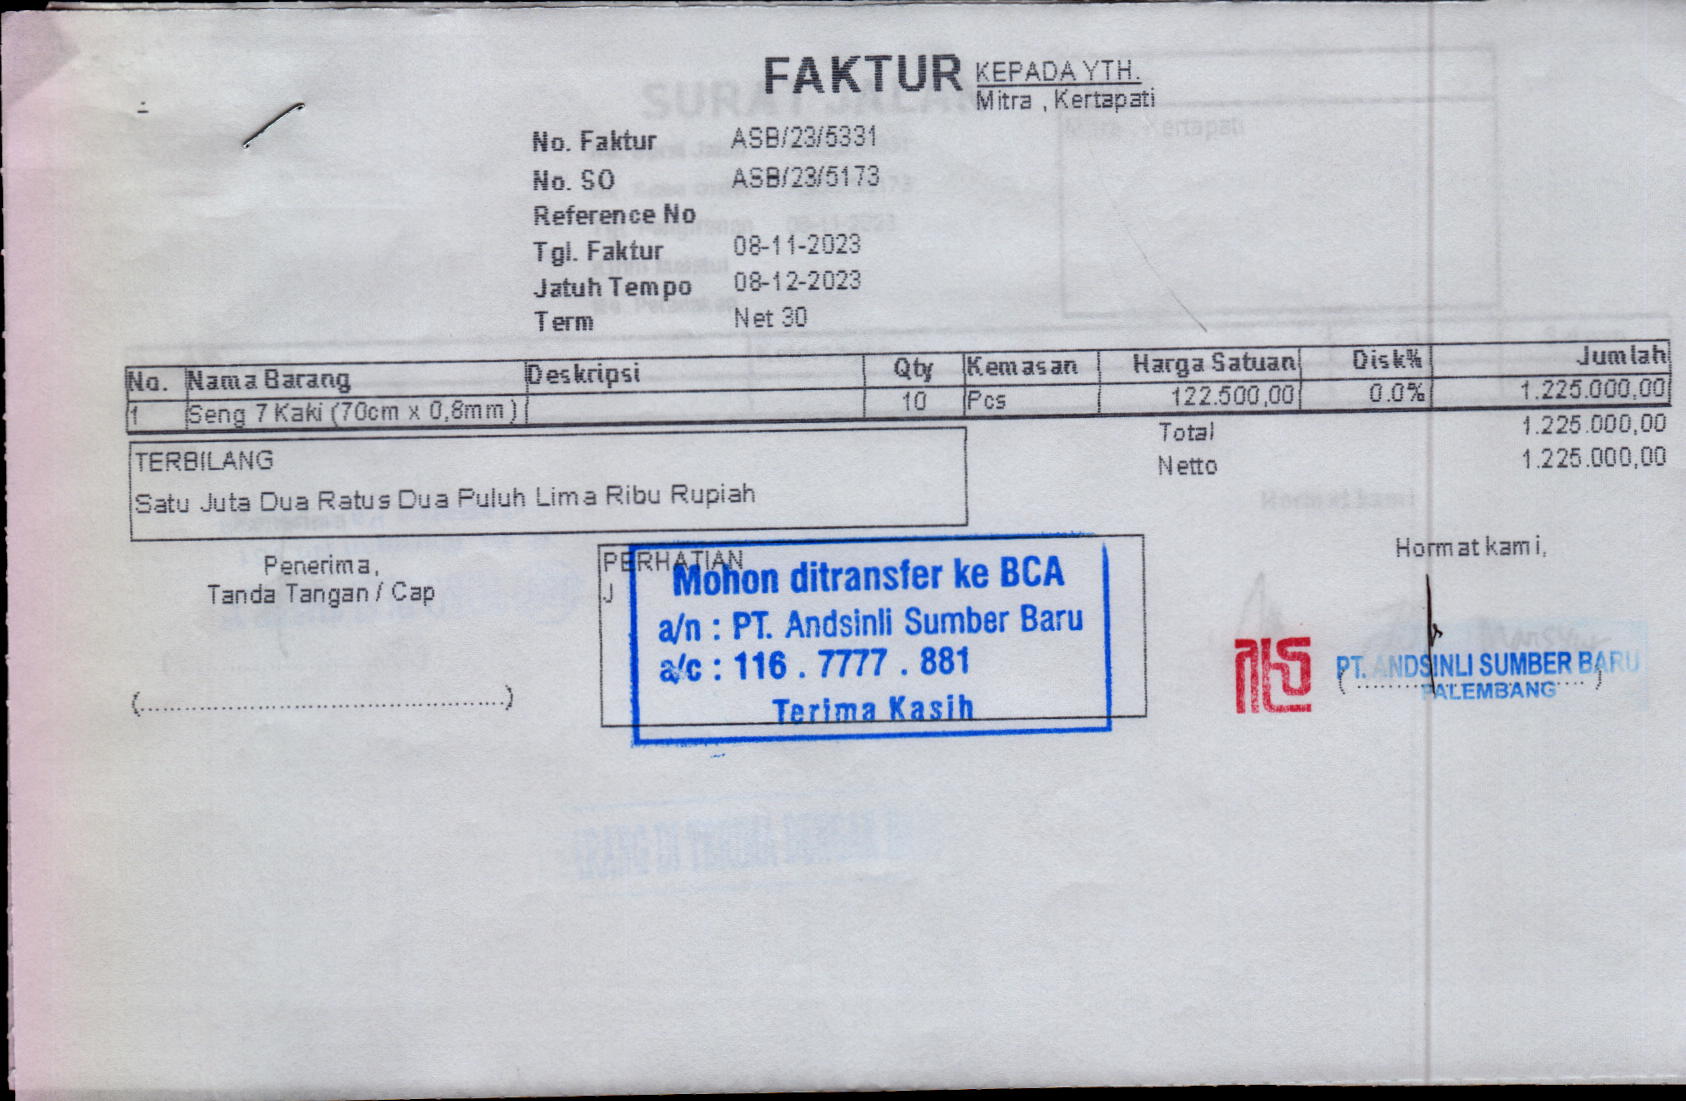 FAKTUR
KEPADA YTH.
Mitra , Kertapati
No. Faktur ASB/23/5331
No. SO ASB/23/5173
Reference No
Tgl. Faktur 08-11-2023
Jatuh Tempo 08-12-2023
Term Net 30
No. Nama Barang Deskripsi Qty Kemasan Harga Satuan Disk% Jumlah
1 Seng 7 Kaki (70cm x 0,8mm) 10 Pcs 122.500,00 0.0% 1.225.000,00
Total 1.225.000,00
Netto 1.225.000,00
TERBILANG
Satu Juta Dua Ratus Dua Puluh Lima Ribu Rupiah
Penerima,
Tanda Tangan / Cap
(..........)
PERHATIAN
J
Mohon ditransfer ke BCA
a/n : PT. Andsinli Sumber Baru
a/c : 116 . 7777 . 881
Terima Kasih
Hormat kami,
PT. ANDSINLI SUMBER BARU
PALEMBANG